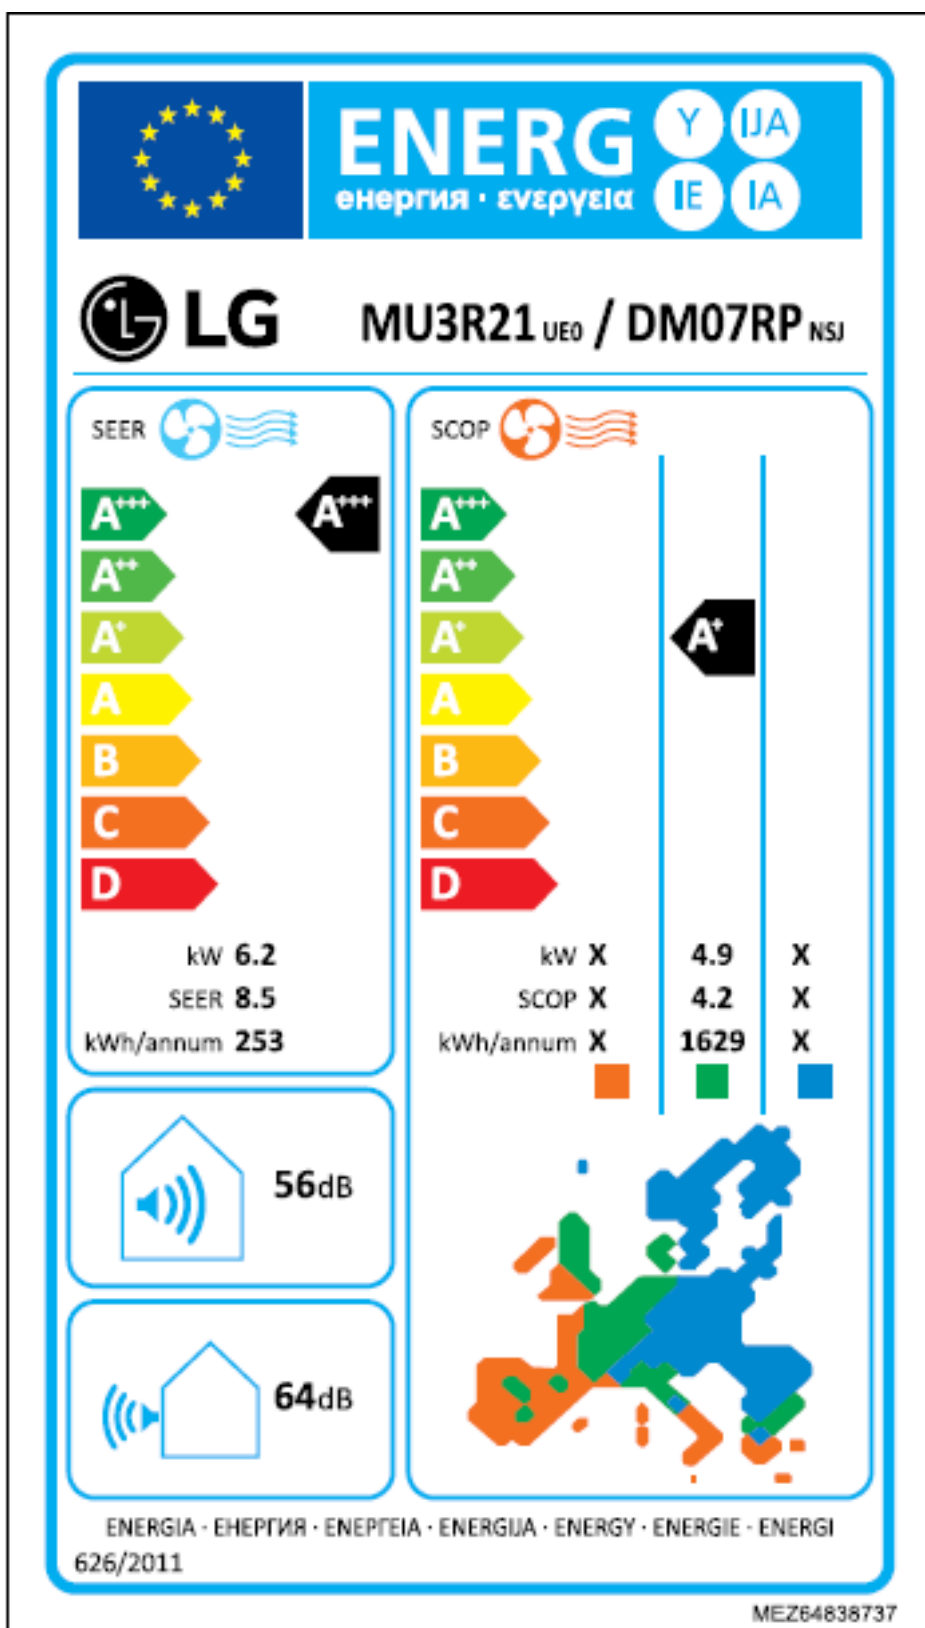 ENERG Y IJA
енергия · ενεργεia IE IA
LG MU3R21 UE0 / DM07RP NSJ
SEER
A+++ A+++
A++
A+
A
B
C
D
kW 6.2
SEER 8.5
kWh/annum 253
SCOP
A+++
A++
A+ A+
A
B
C
D
kW X 4.9 X
SCOP X 4.2 X
kWh/annum X 1629 X
56dB
64dB
ENERGIA · ЕНЕРГИЯ · ΕΝΕΡΓΕΙΑ · ENERGIJA · ENERGY · ENERGIE · ENERGI
626/2011
MEZ64838737